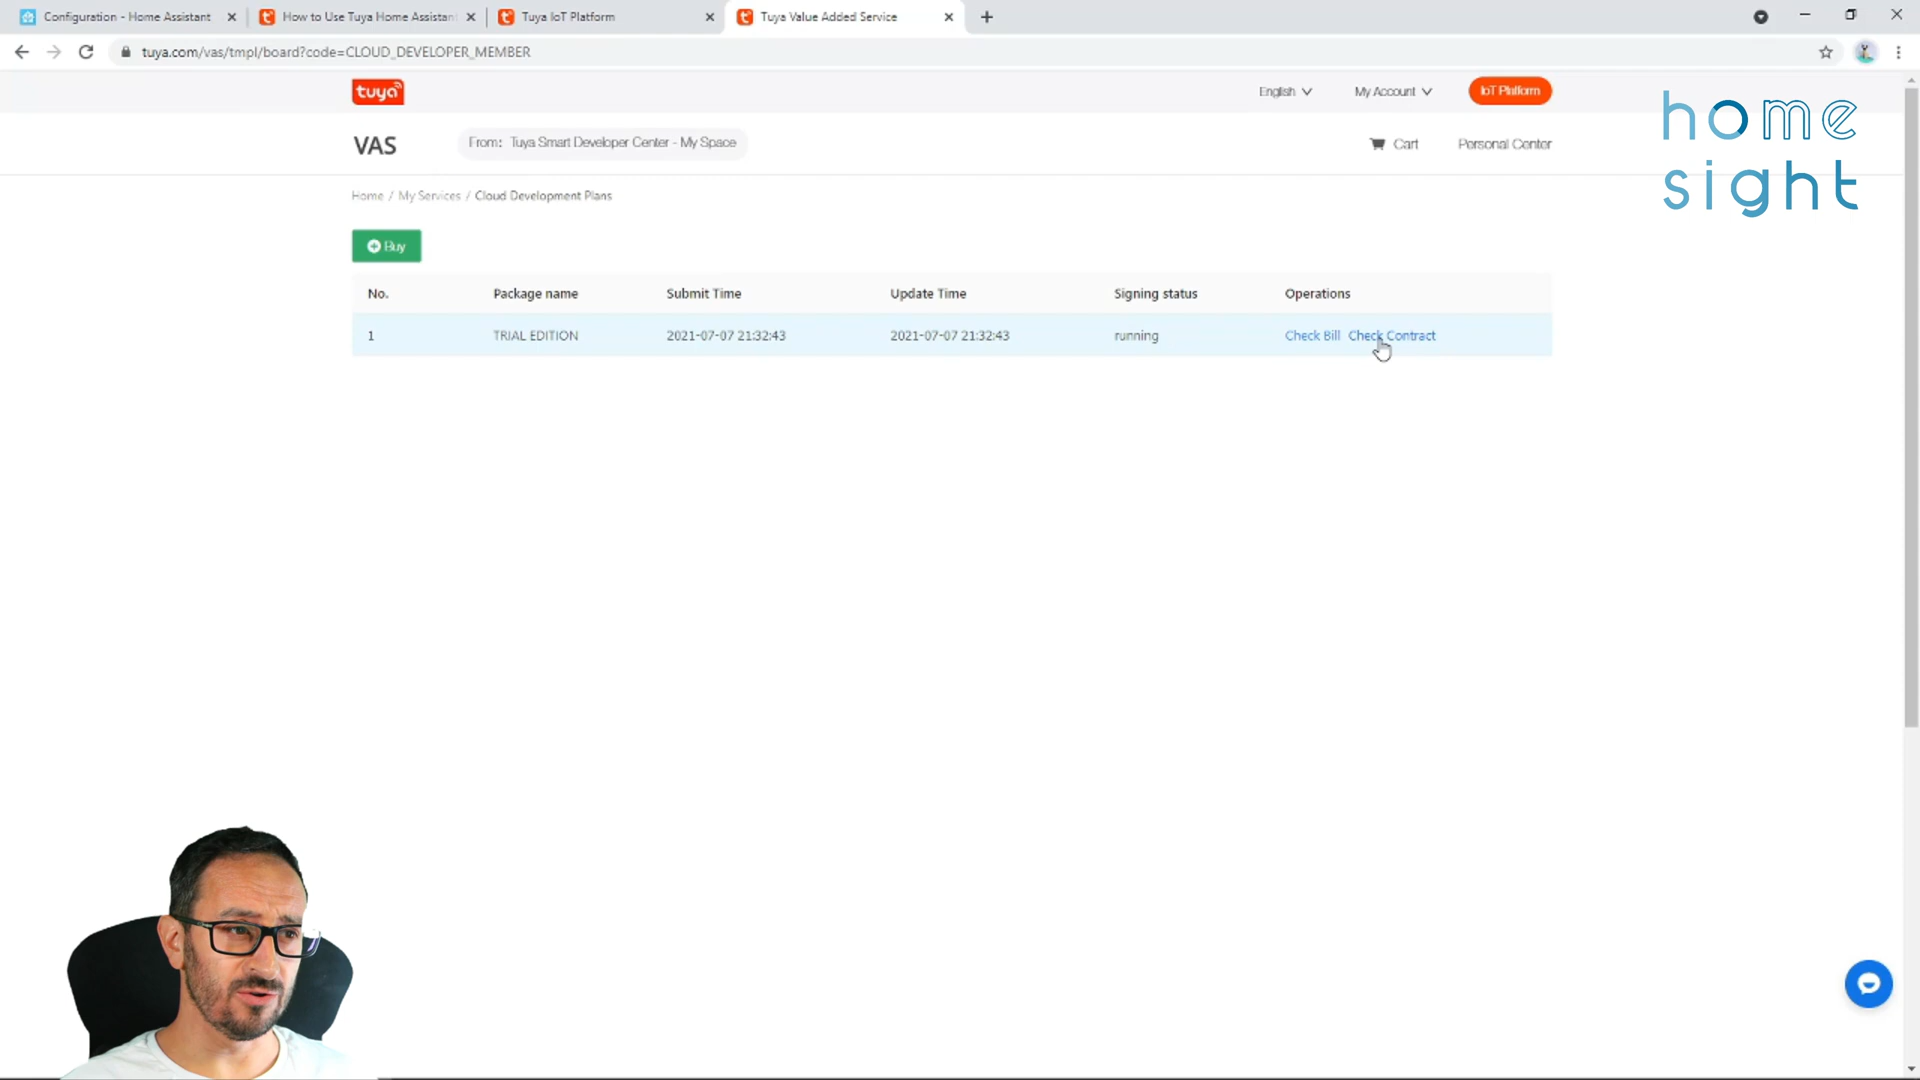 Configuration - Home Assistant
How to Use Tuya Home Assistan
Tuya IoT Platform
Tuya Value Added Service
tuya.com/vas/tmpl/board?code=CLOUD_DEVELOPER_MEMBER
tuya
English
My Account
IoT Platform
home
sight
VAS
From: Tuya Smart Developer Center - My Space
Cart
Personal Center
Home / My Services / Cloud Development Plans
Buy
No. Package name Submit Time Update Time Signing status Operations
1 TRIAL EDITION 2021-07-07 21:32:43 2021-07-07 21:32:43 running Check Bill Check Contract